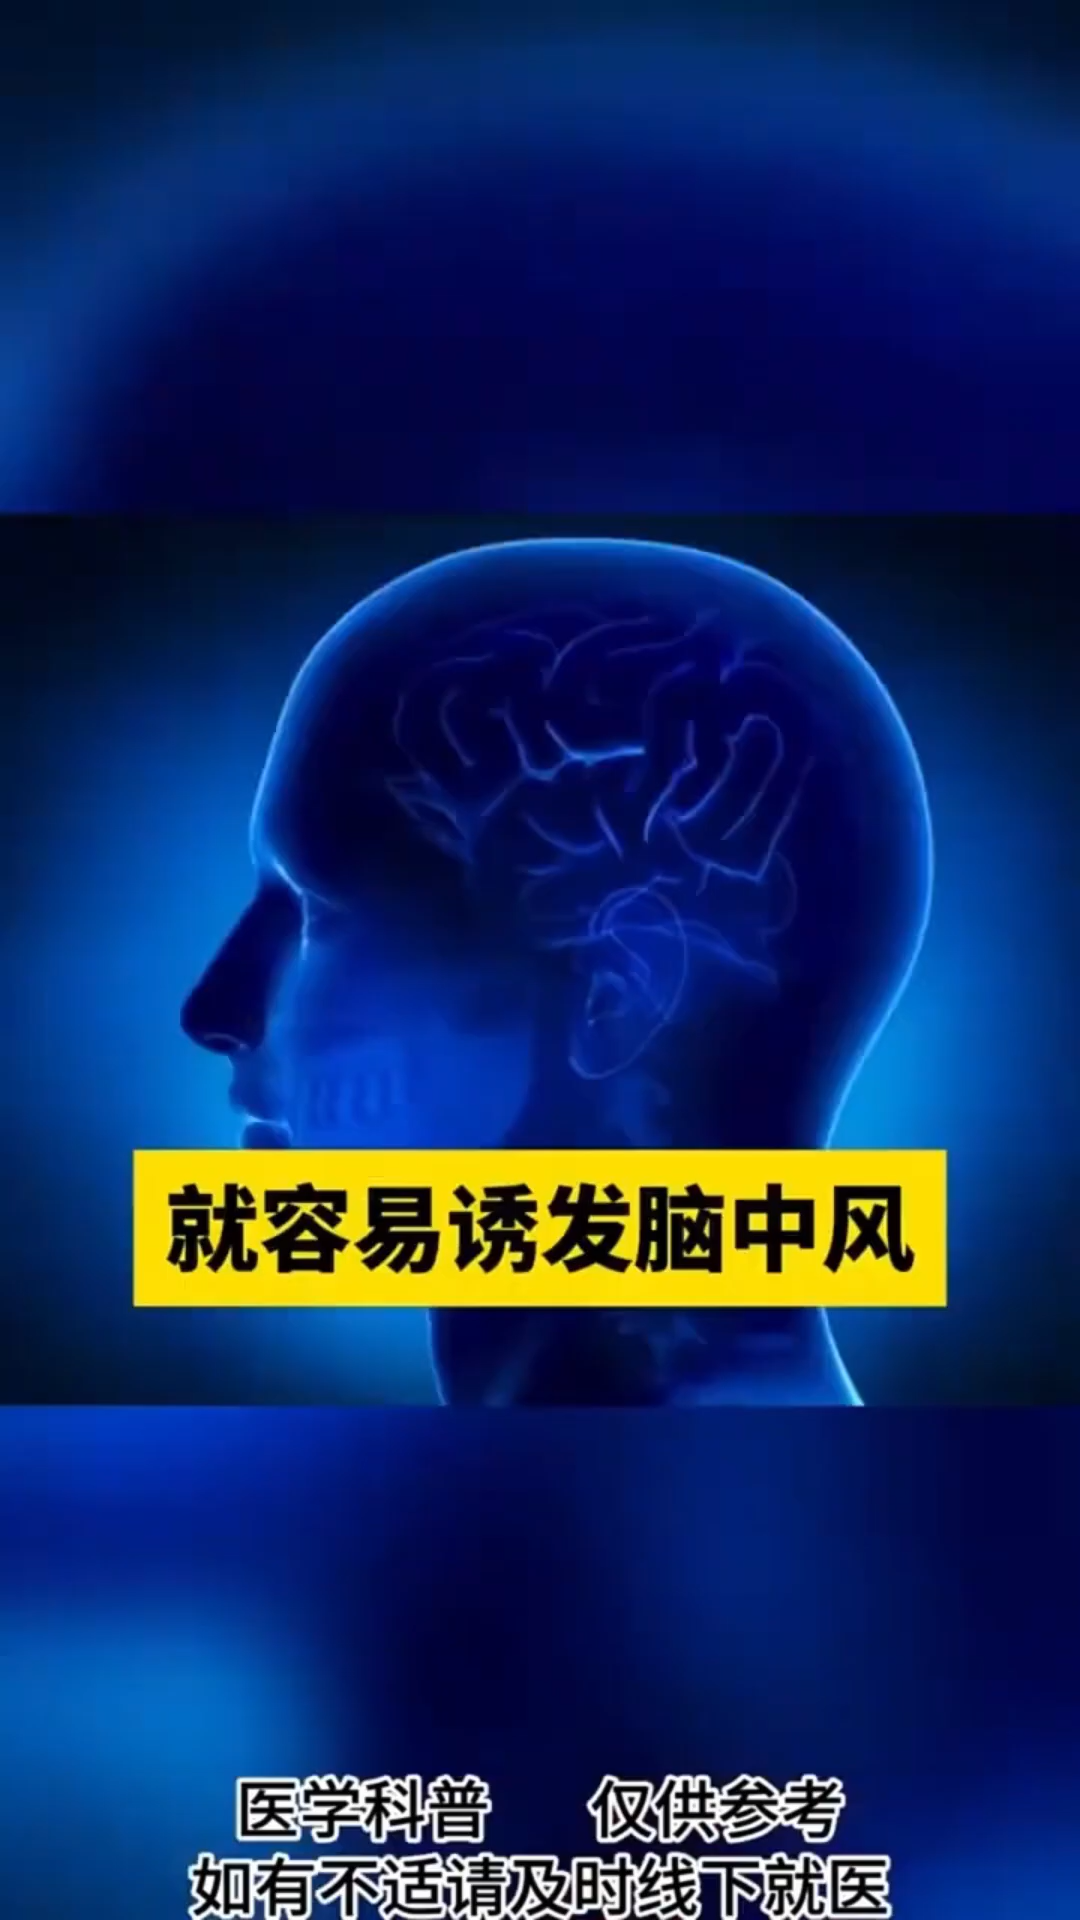 就容易诱发脑中风
医学科普 仅供参考
如有不适请及时线下就医